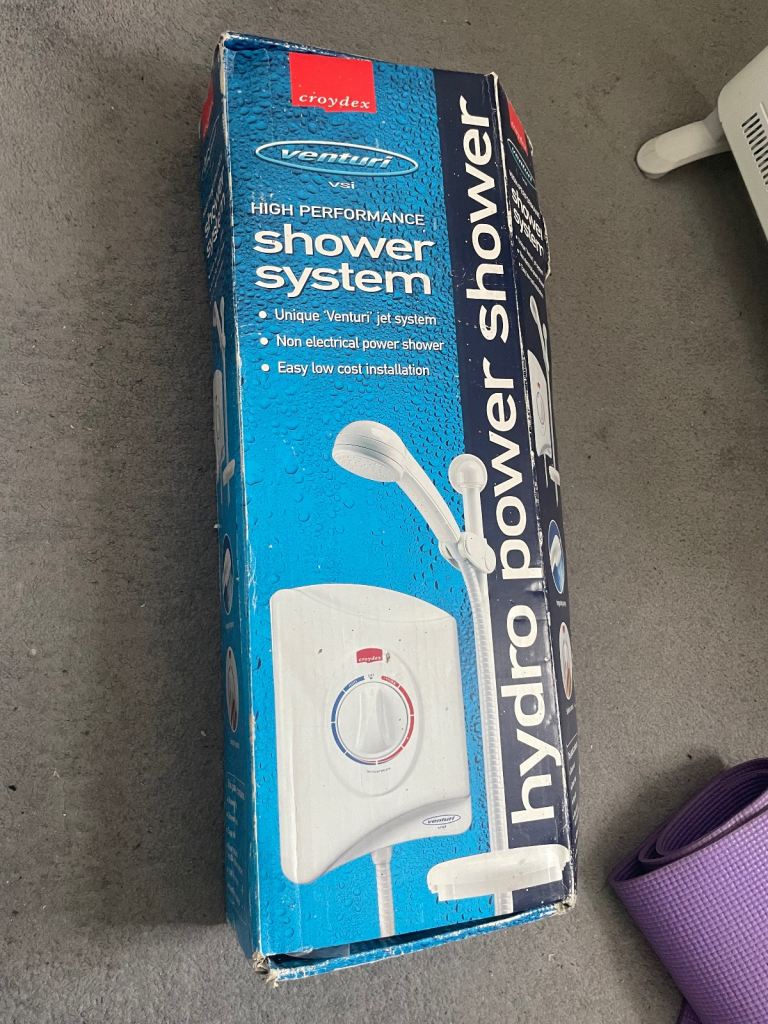 croydex
venturi
vsi
HIGH PERFORMANCE
shower
system
• Unique 'Venturi' jet system
• Non electrical power shower
• Easy low cost installation
hydro power shower
croydex
venturi
vsi
shower
system